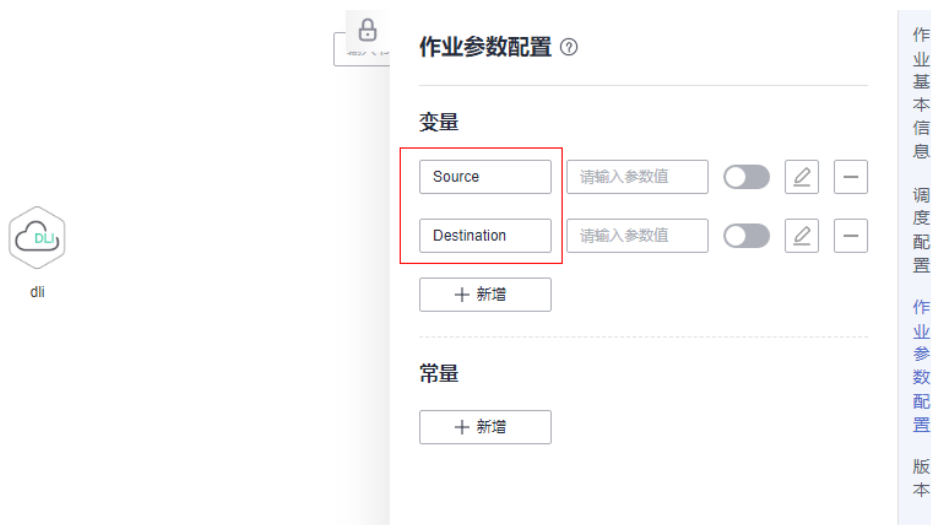 作业参数配置
变量
Source
请输入参数值
Destination
请输入参数值
新增
常量
新增
DLI
dli
作业基本信息
调度配置
作业参数配置
版本